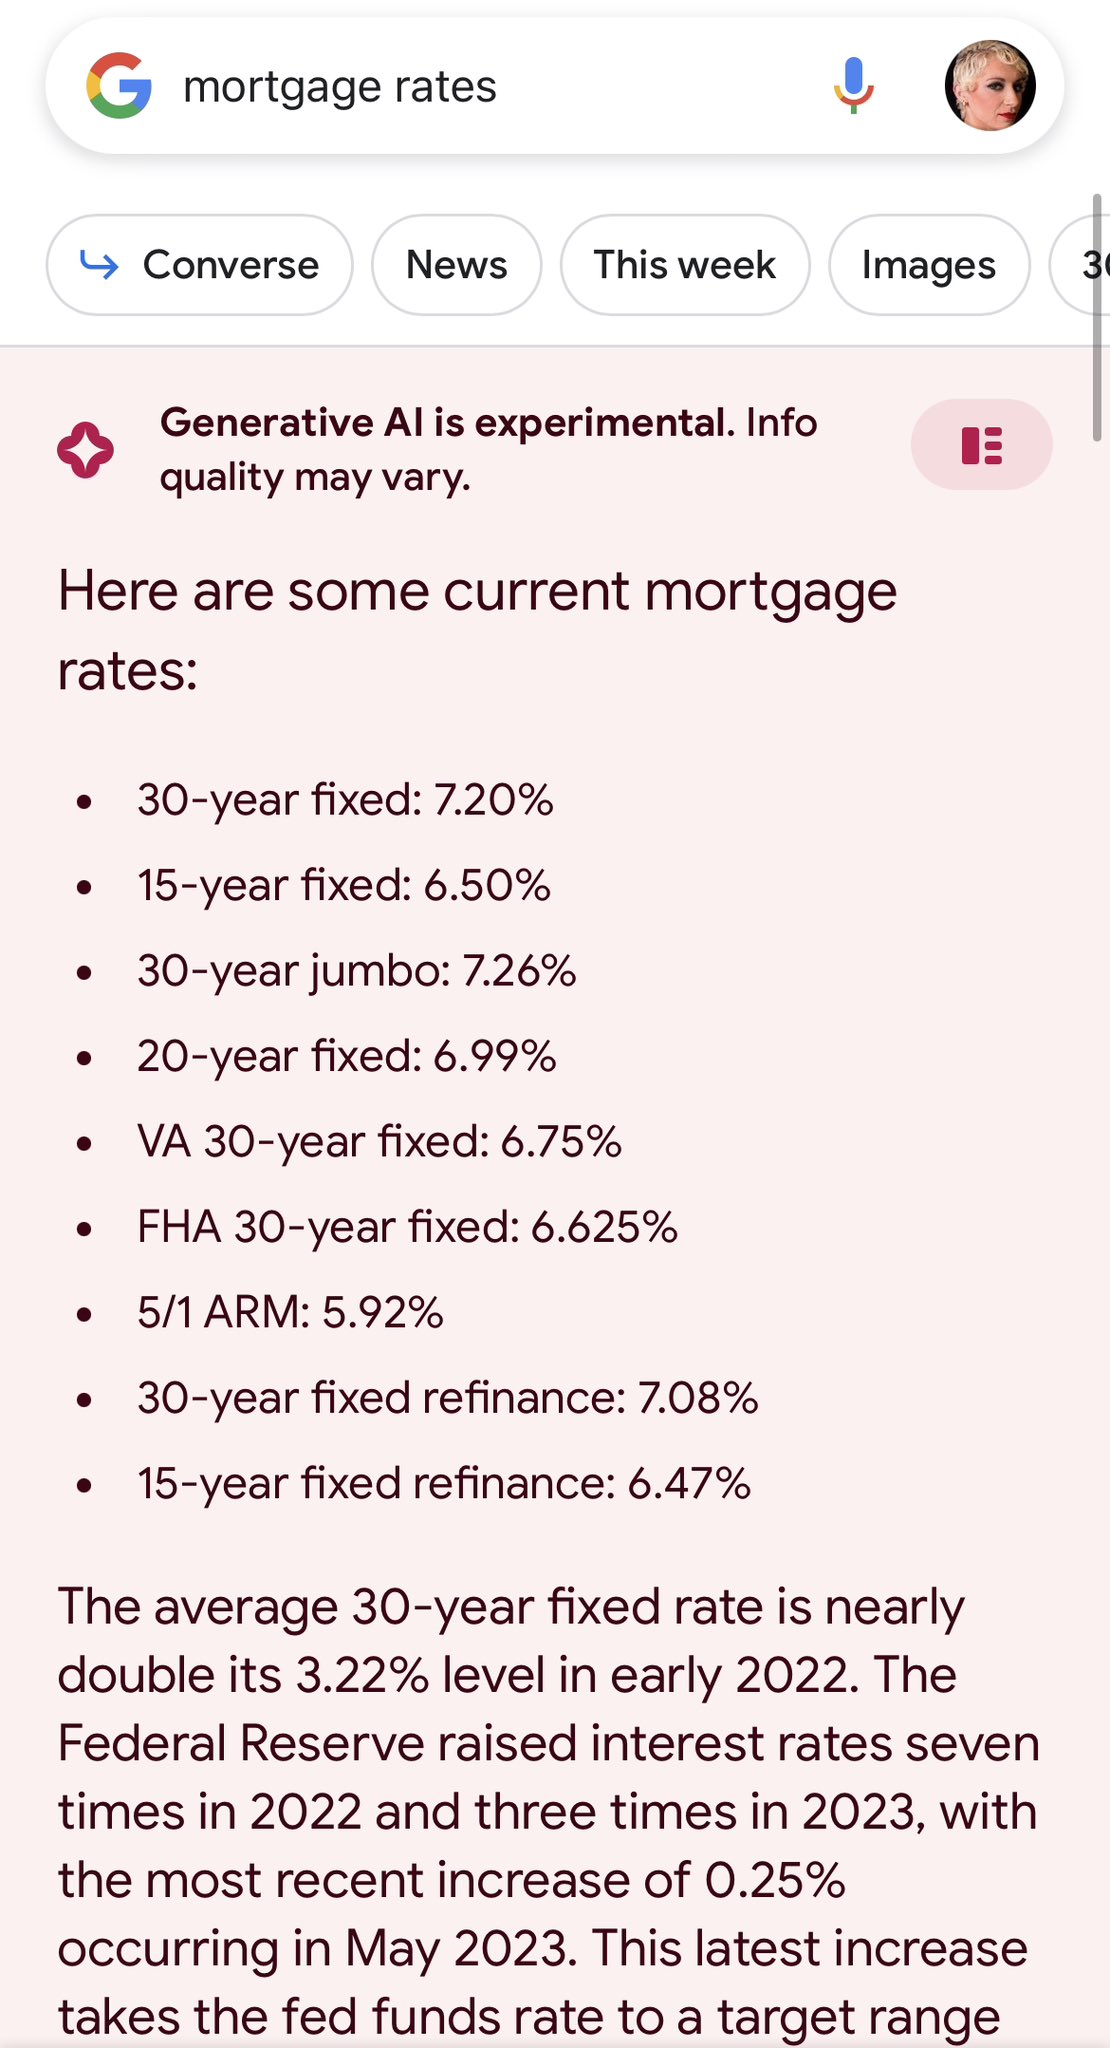 mortgage rates
Converse
News
This week
Images
Generative AI is experimental. Info
quality may vary.
Here are some current mortgage
rates:
• 30-year fixed: 7.20%
• 15-year fixed: 6.50%
• 30-year jumbo: 7.26%
• 20-year fixed: 6.99%
• VA 30-year fixed: 6.75%
• FHA 30-year fixed: 6.625%
• 5/1 ARM: 5.92%
• 30-year fixed refinance: 7.08%
• 15-year fixed refinance: 6.47%
The average 30-year fixed rate is nearly
double its 3.22% level in early 2022. The
Federal Reserve raised interest rates seven
times in 2022 and three times in 2023, with
the most recent increase of 0.25%
occurring in May 2023. This latest increase
takes the fed funds rate to a target range